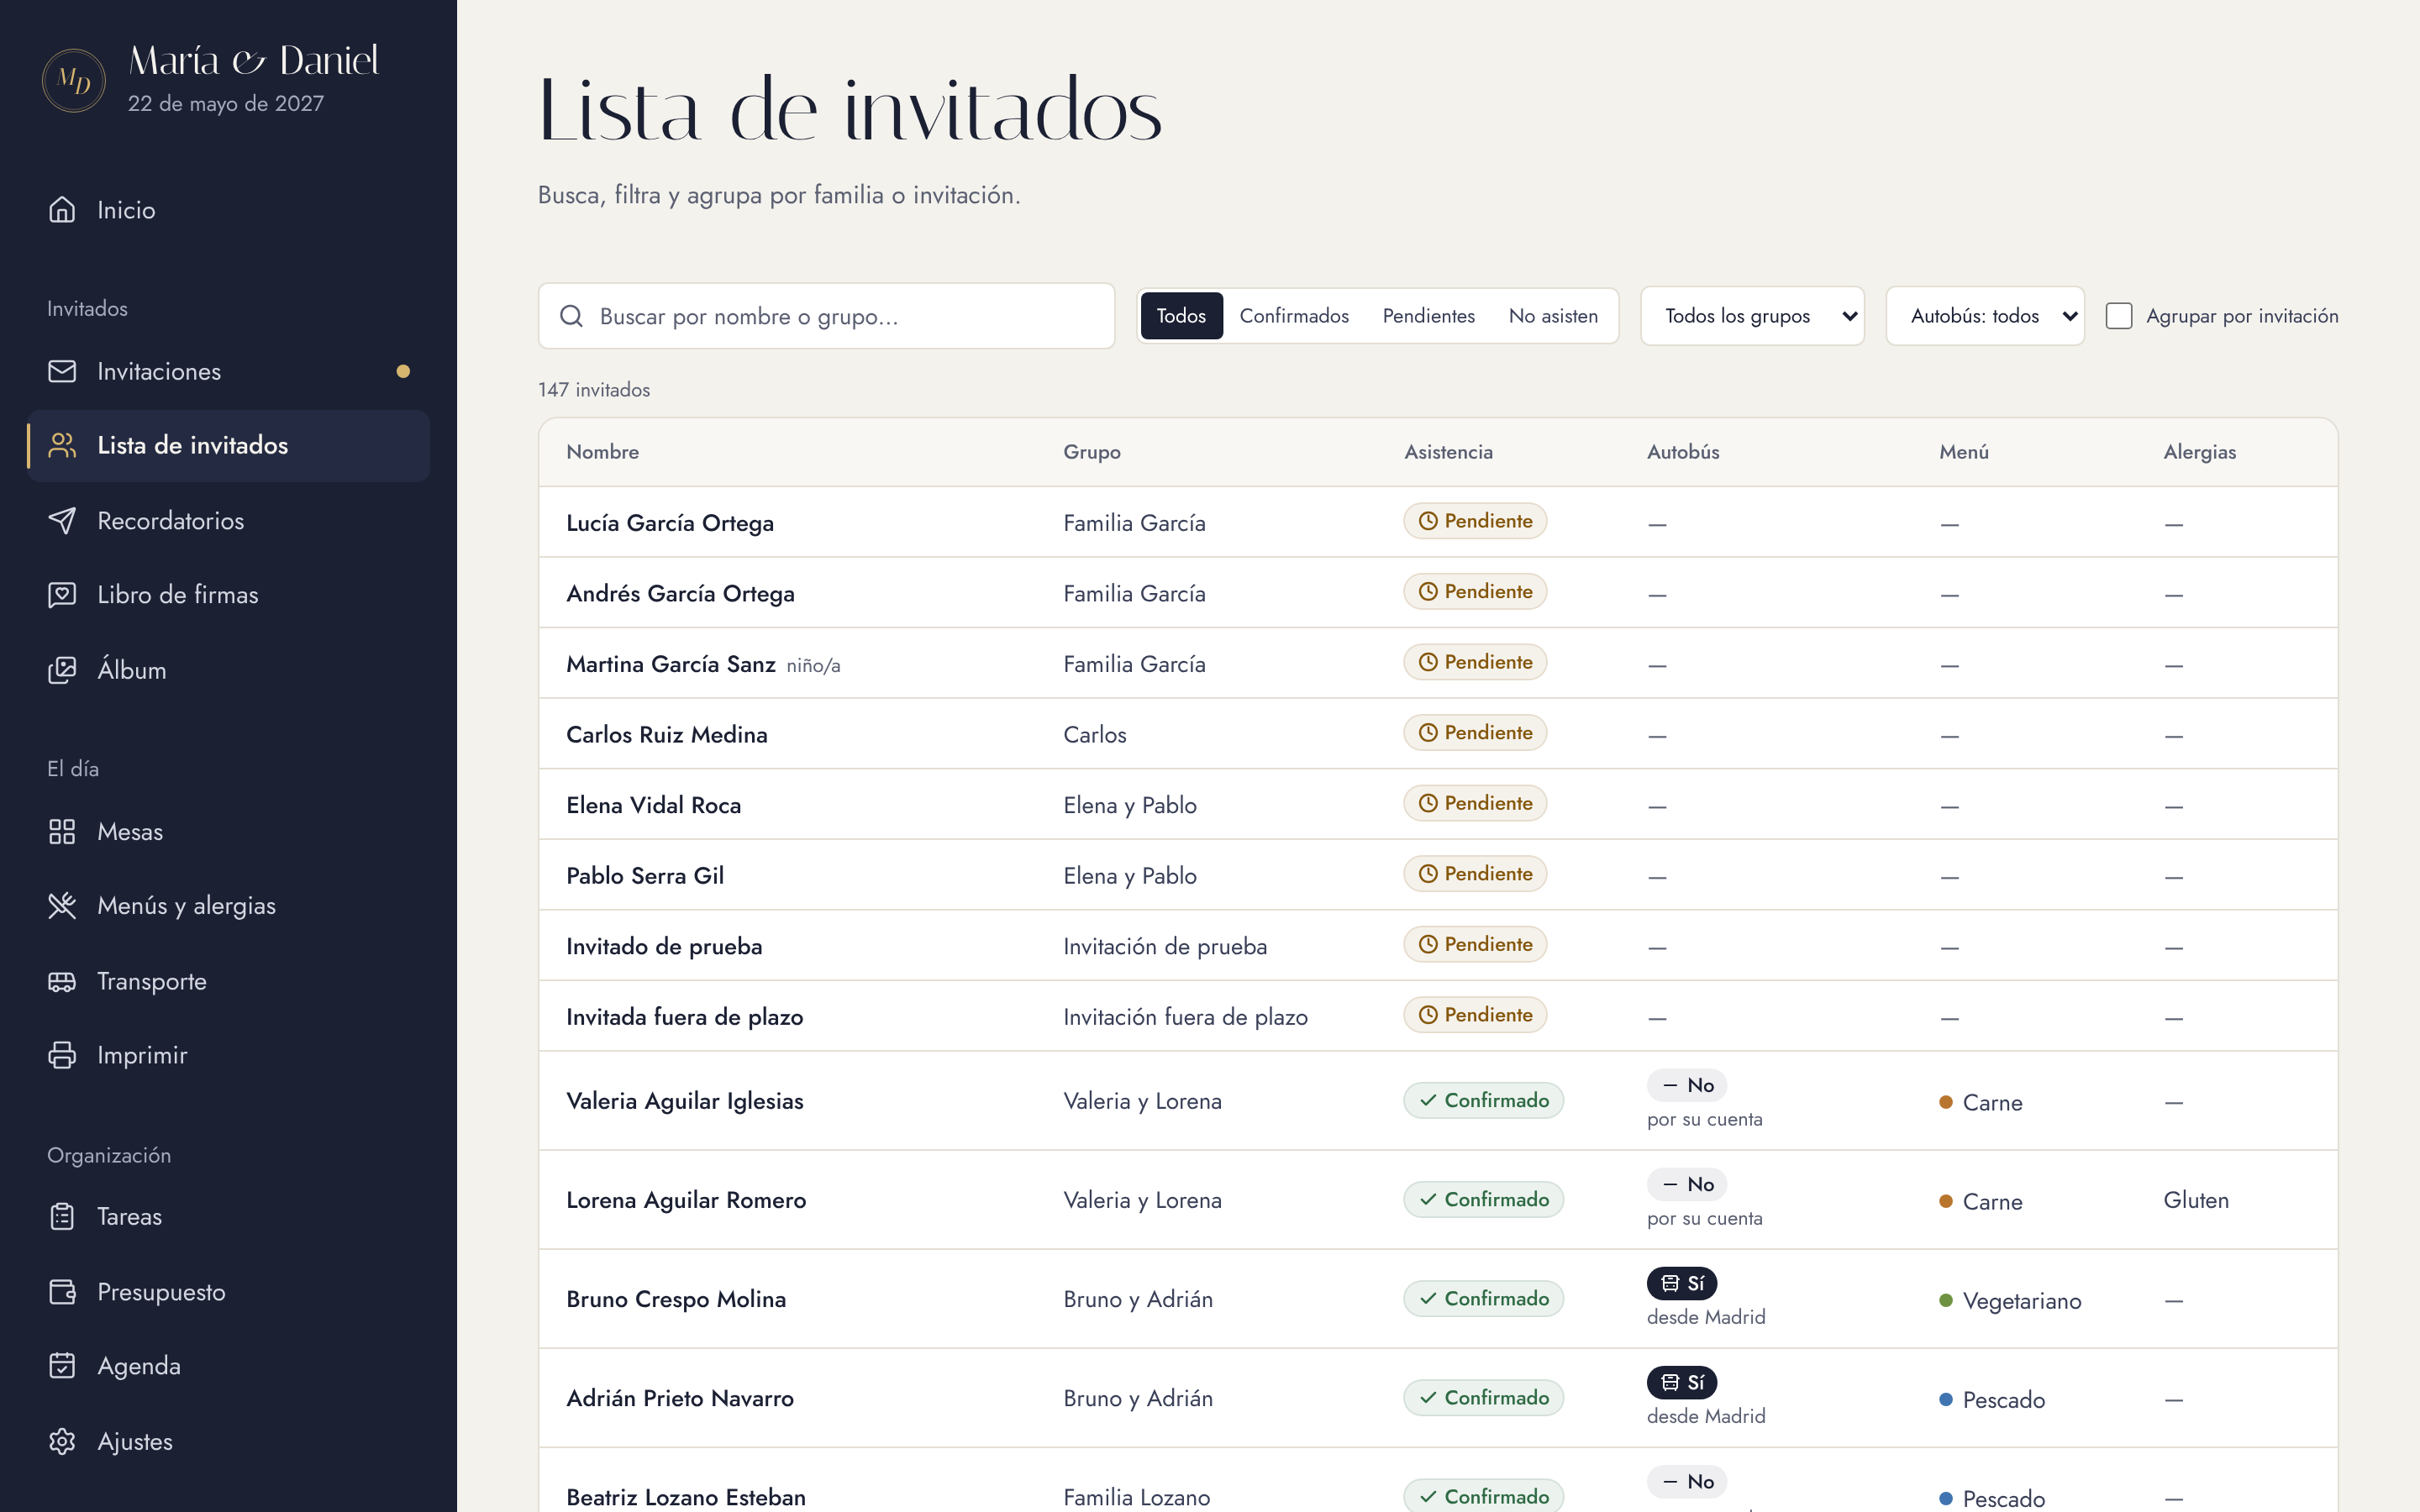 María & Daniel
22 de mayo de 2027
MD
Inicio
Invitados
Invitaciones
Lista de invitados
Recordatorios
Libro de firmas
Álbum
El día
Mesas
Menús y alergias
Transporte
Imprimir
Organización
Tareas
Presupuesto
Agenda
Ajustes
Lista de invitados
Busca, filtra y agrupa por familia o invitación.
Buscar por nombre o grupo... Todos Confirmados Pendientes No asisten Todos los grupos Autobús: todos Agrupar por invitación
147 invitados
Nombre Grupo Asistencia Autobús Menú Alergias
Lucía García Ortega Familia García Pendiente — — —
Andrés García Ortega Familia García Pendiente — — —
Martina García Sanz niño/a Familia García Pendiente — — —
Carlos Ruiz Medina Carlos Pendiente — — —
Elena Vidal Roca Elena y Pablo Pendiente — — —
Pablo Serra Gil Elena y Pablo Pendiente — — —
Invitado de prueba Invitación de prueba Pendiente — — —
Invitada fuera de plazo Invitación fuera de plazo Pendiente — — —
Valeria Aguilar Iglesias Valeria y Lorena Confirmado — No Carne —
por su cuenta
Lorena Aguilar Romero Valeria y Lorena Confirmado — No Carne Gluten
por su cuenta
Bruno Crespo Molina Bruno y Adrián Confirmado Sí Vegetariano —
desde Madrid
Adrián Prieto Navarro Bruno y Adrián Confirmado Sí Pescado —
desde Madrid
Beatriz Lozano Esteban Familia Lozano Confirmado — No Pescado —